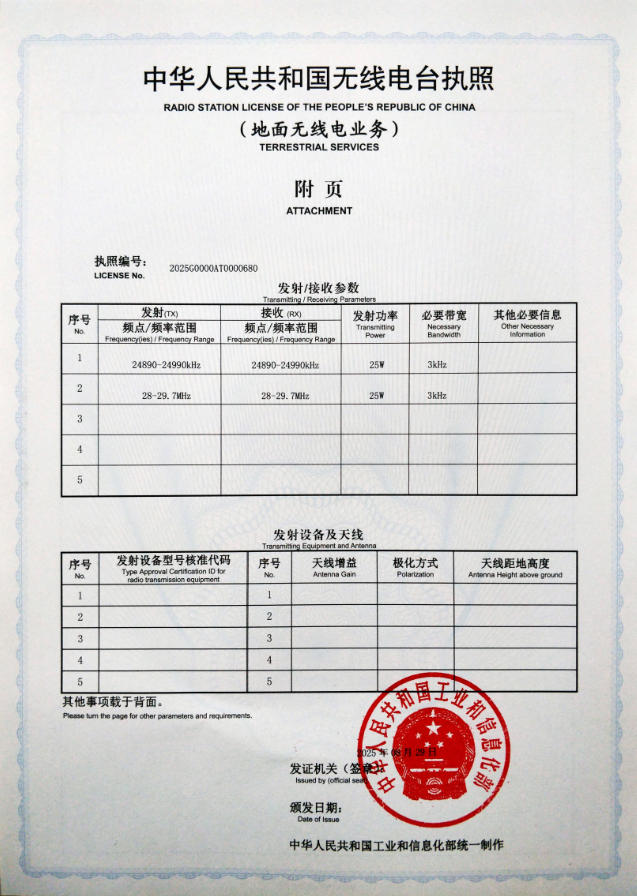 中华人民共和国无线电台执照
RADIO STATION LICENSE OF THE PEOPLE'S REPUBLIC OF CHINA
（地面无线电业务）
TERRESTRIAL SERVICES
附 页
ATTACHMENT
执照编号：
LICENSE No.
2025G0000AT0000680
发射/接收参数
Transmitting / Receiving Parameters
序号 发射(TX) 接收 (RX) 发射功率 必要带宽 其他必要信息
No. 频点/频率范围 频点/频率范围 Transmitting Power Necessary Bandwidth Other Necessary Information
Frequency(ies) / Frequency Range Frequency(ies) / Frequency Range
1 24890-24990kHz 24890-24990kHz 25W 3kHz
2 28-29.7MHz 28-29.7MHz 25W 3kHz
3
4
5
发射设备及天线
Transmitting Equipment and Antenna
序号 发射设备型号核准代码 序号 天线增益 极化方式 天线距地高度
No. Type Approval Certification ID for radio transmission equipment No. Antenna Gain Polarization Antenna Height above ground
1 1
2 2
3 3
4 4
5 5
其他事项载于背面。
Please turn the page for other parameters and requirements.
中华人民共和国工业和信息化部
2025 年 08 月 29 日
发证机关（签章）：
Issued by (official seal)
颁发日期：
Date of Issue
中华人民共和国工业和信息化部统一制作